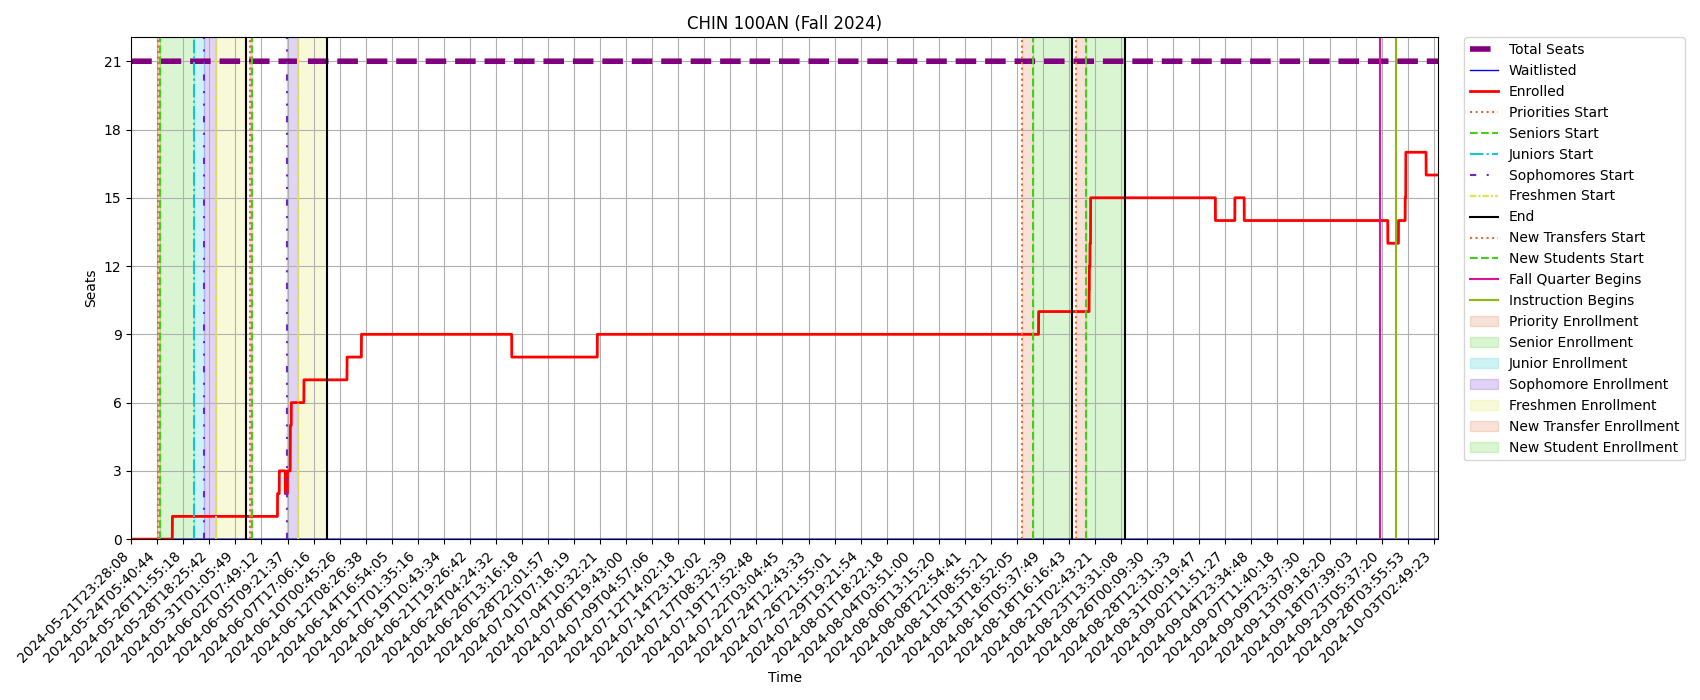 CHIN 100AN (Fall 2024)
Seats
21
18
15
12
9
6
3
0
2024-05-21T23:28:08
2024-05-24T05:40:44
2024-05-26T11:55:18
2024-05-28T18:25:42
2024-05-31T01:05:49
2024-06-02T07:49:12
2024-06-05T09:21:37
2024-06-07T17:06:16
2024-06-10T00:45:26
2024-06-12T08:26:38
2024-06-14T16:54:05
2024-06-17T01:35:16
2024-06-19T10:43:34
2024-06-21T19:26:42
2024-06-24T04:24:32
2024-06-26T13:16:18
2024-06-28T22:01:57
2024-07-01T07:18:19
2024-07-04T10:32:21
2024-07-06T19:43:00
2024-07-09T04:57:06
2024-07-12T14:02:18
2024-07-14T23:12:02
2024-07-17T08:32:39
2024-07-19T17:52:48
2024-07-22T03:04:45
2024-07-24T12:43:33
2024-07-26T21:55:01
2024-07-29T19:21:54
2024-08-01T18:22:18
2024-08-04T03:51:00
2024-08-06T13:15:20
2024-08-08T22:54:41
2024-08-11T08:55:21
2024-08-13T18:52:05
2024-08-16T05:37:49
2024-08-18T16:16:43
2024-08-21T02:43:21
2024-08-23T13:31:08
2024-08-26T00:09:30
2024-08-28T12:31:33
2024-08-31T00:19:47
2024-09-02T11:51:27
2024-09-04T23:34:48
2024-09-07T11:40:18
2024-09-09T23:37:30
2024-09-13T09:18:20
2024-09-18T07:39:03
2024-09-23T05:37:20
2024-09-28T03:55:53
2024-10-03T02:49:23
Time
Total Seats
Waitlisted
Enrolled
Priorities Start
Seniors Start
Juniors Start
Sophomores Start
Freshmen Start
End
New Transfers Start
New Students Start
Fall Quarter Begins
Instruction Begins
Priority Enrollment
Senior Enrollment
Junior Enrollment
Sophomore Enrollment
Freshmen Enrollment
New Transfer Enrollment
New Student Enrollment